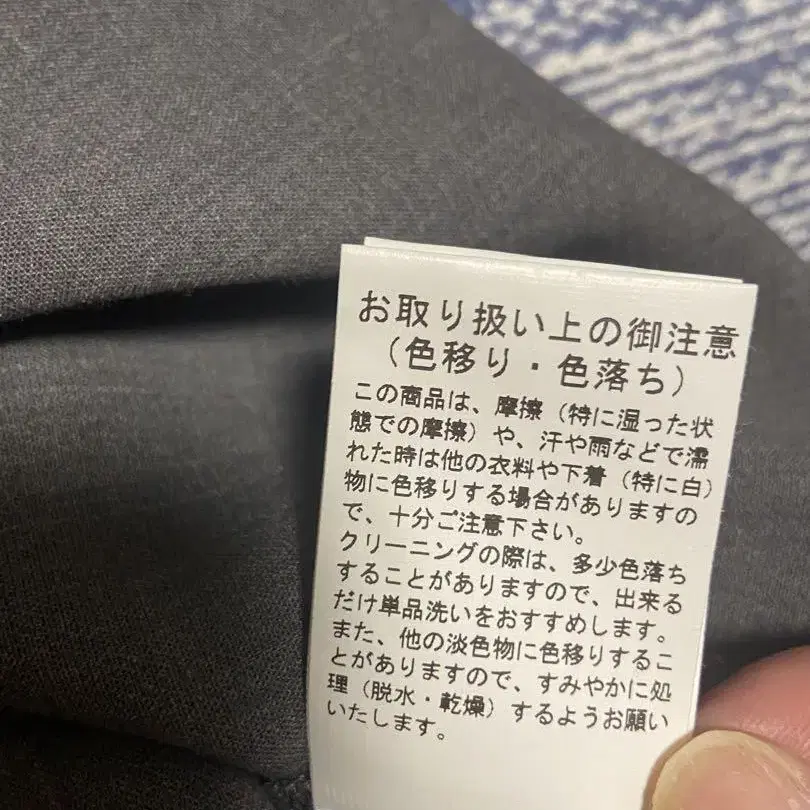 お取り扱い上の御注意
（色移り・色落ち）
この商品は、摩擦（特に湿った状
態での摩擦）や、汗や雨などで濡
れた時は他の衣料や下着（特に白）
物に色移りする場合がありますの
で、十分ご注意下さい。
クリーニングの際は、多少色落ち
することがありますので、出来る
だけ単品洗いをおすすめします。
また、他の淡色物に色移りするこ
とがありますので、すみやかに処
理（脱水・乾燥）するようお願い
いたします。